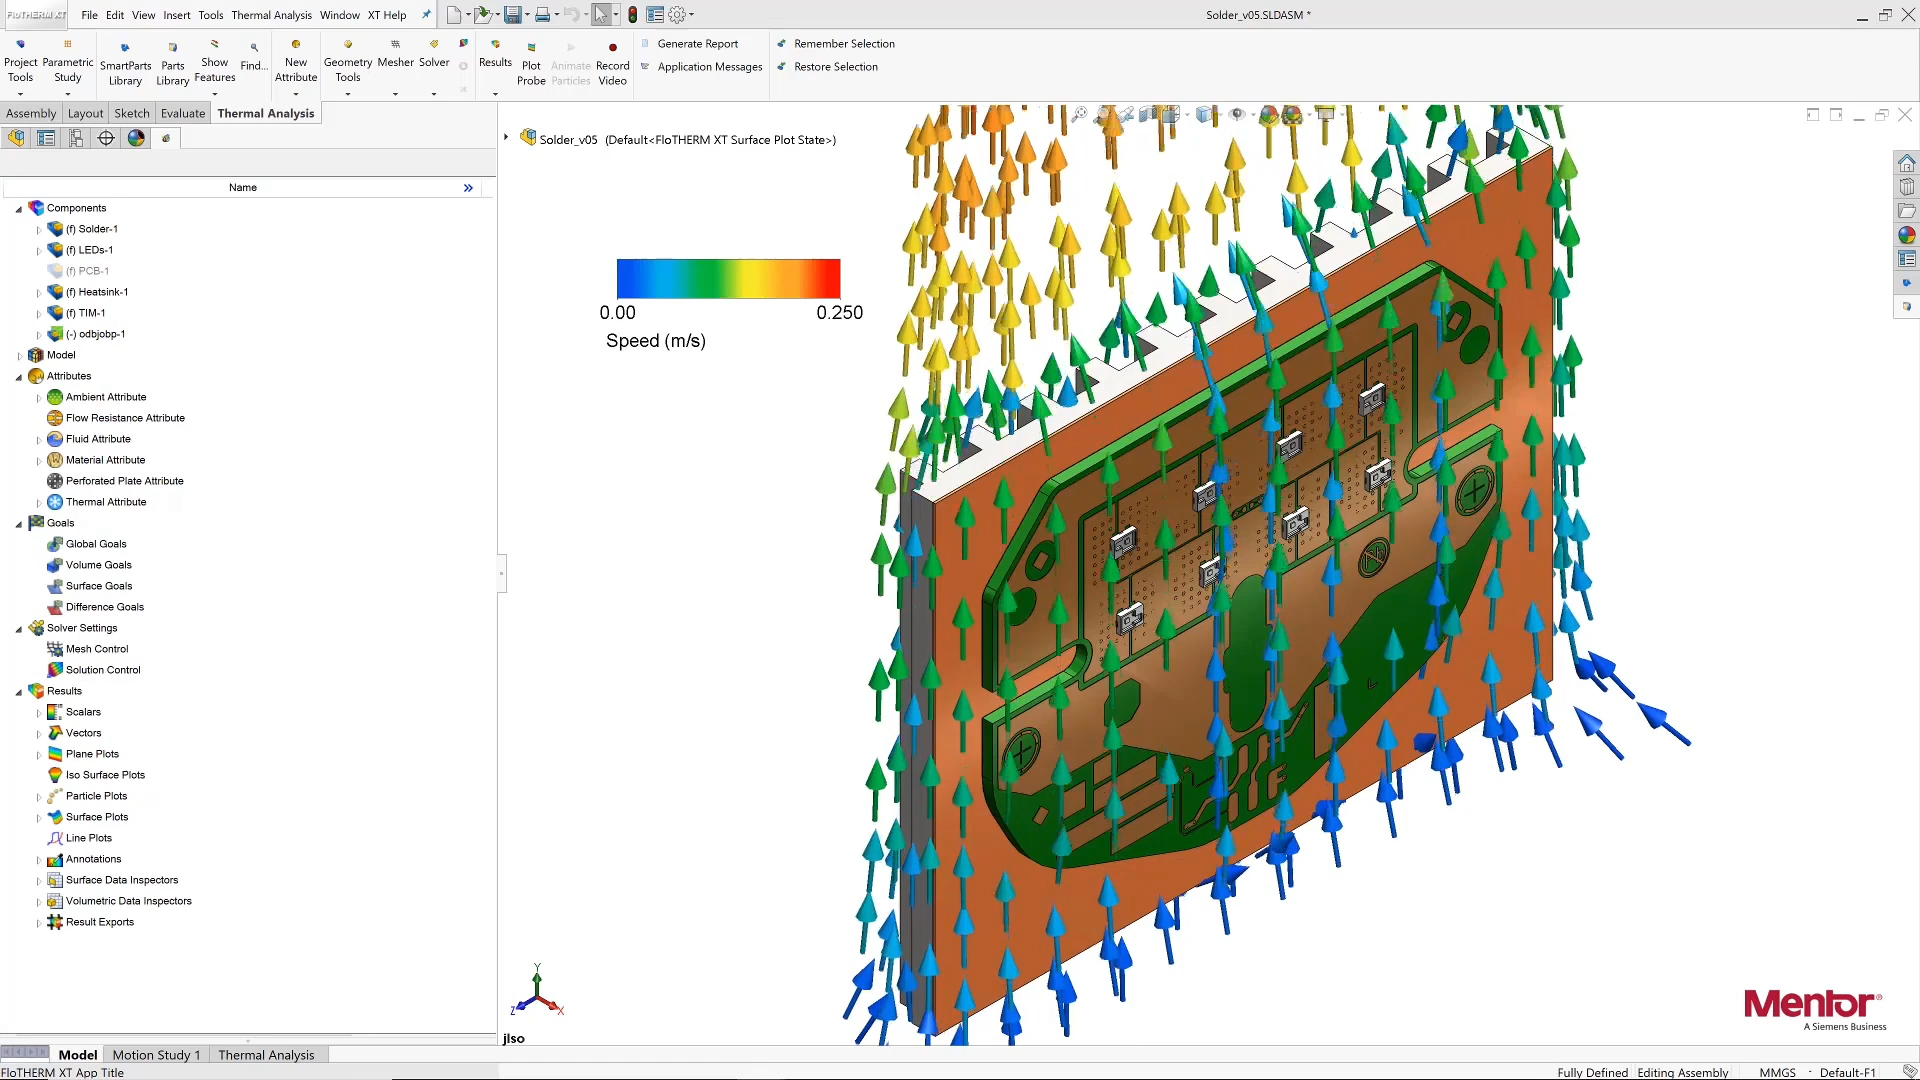 FloTHERM XT
File Edit View Insert Tools Thermal Analysis Window XT Help
Solder_v05.SLDASM *
Project Tools
Parametric Study
SmartParts Library
Parts Library
Show Features
Find...
New Attribute
Geometry Tools
Mesher
Solver
Results
Plot Probe
Animate Particles
Record Video
Generate Report
Application Messages
Remember Selection
Restore Selection
Assembly Layout Sketch Evaluate Thermal Analysis
Solder_v05 (Default<FloTHERM XT Surface Plot State>)
Name
Components
(f) Solder-1
(f) LEDs-1
(f) PCB-1
(f) Heatsink-1
(f) TIM-1
(-) odbjobp-1
Model
Attributes
Ambient Attribute
Flow Resistance Attribute
Fluid Attribute
Material Attribute
Perforated Plate Attribute
Thermal Attribute
Goals
Global Goals
Volume Goals
Surface Goals
Difference Goals
Solver Settings
Mesh Control
Solution Control
Results
Scalars
Vectors
Plane Plots
Iso Surface Plots
Particle Plots
Surface Plots
Line Plots
Annotations
Surface Data Inspectors
Volumetric Data Inspectors
Result Exports
0.00 0.250
Speed (m/s)
Y
Z X
jlso
Mentor®
A Siemens Business
Model Motion Study 1 Thermal Analysis
FloTHERM XT App Title
Fully Defined Editing Assembly MMGS - Default-F1